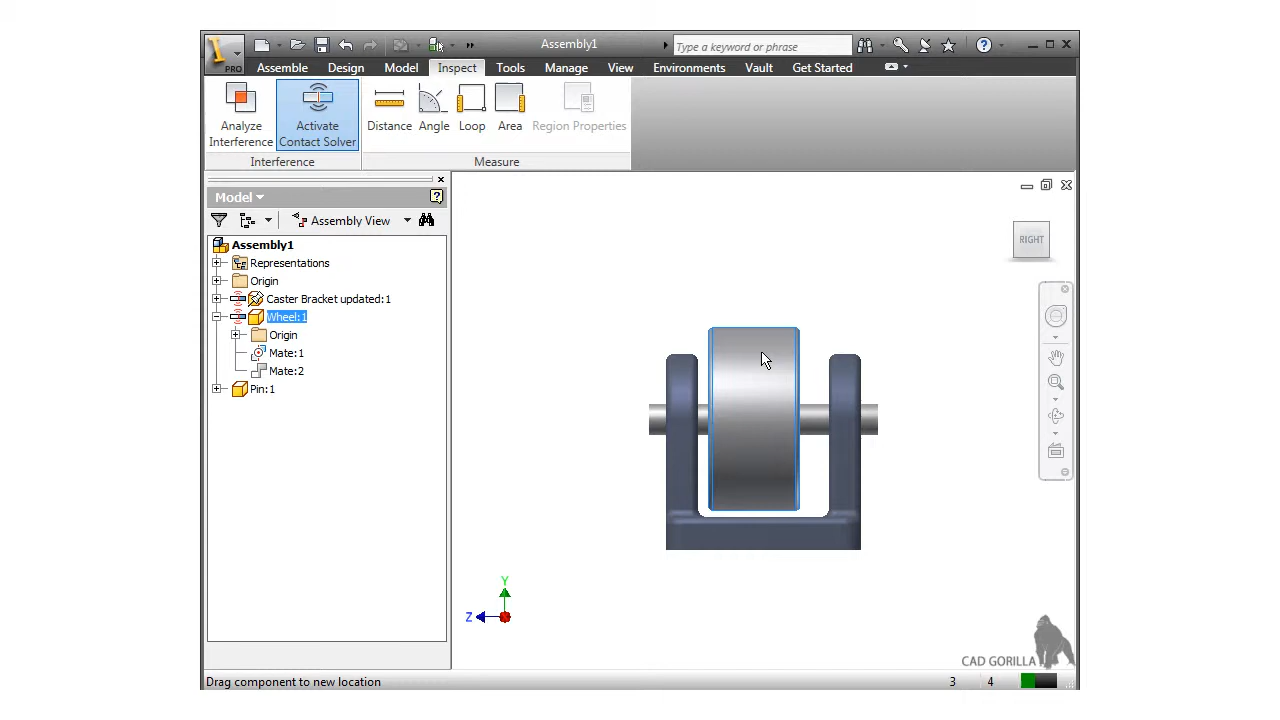 PRO
Assembly1
Type a keyword or phrase
Assemble Design Model Inspect Tools Manage View Environments Vault Get Started
Analyze Interference
Activate Contact Solver
Distance
Angle
Loop
Area
Region Properties
Interference
Measure
Model
Assembly View
Assembly1
Representations
Origin
Caster Bracket updated:1
Wheel:1
Origin
Mate:1
Mate:2
Pin:1
RIGHT
Y
Z
CAD GORILLA
Drag component to new location
3 4